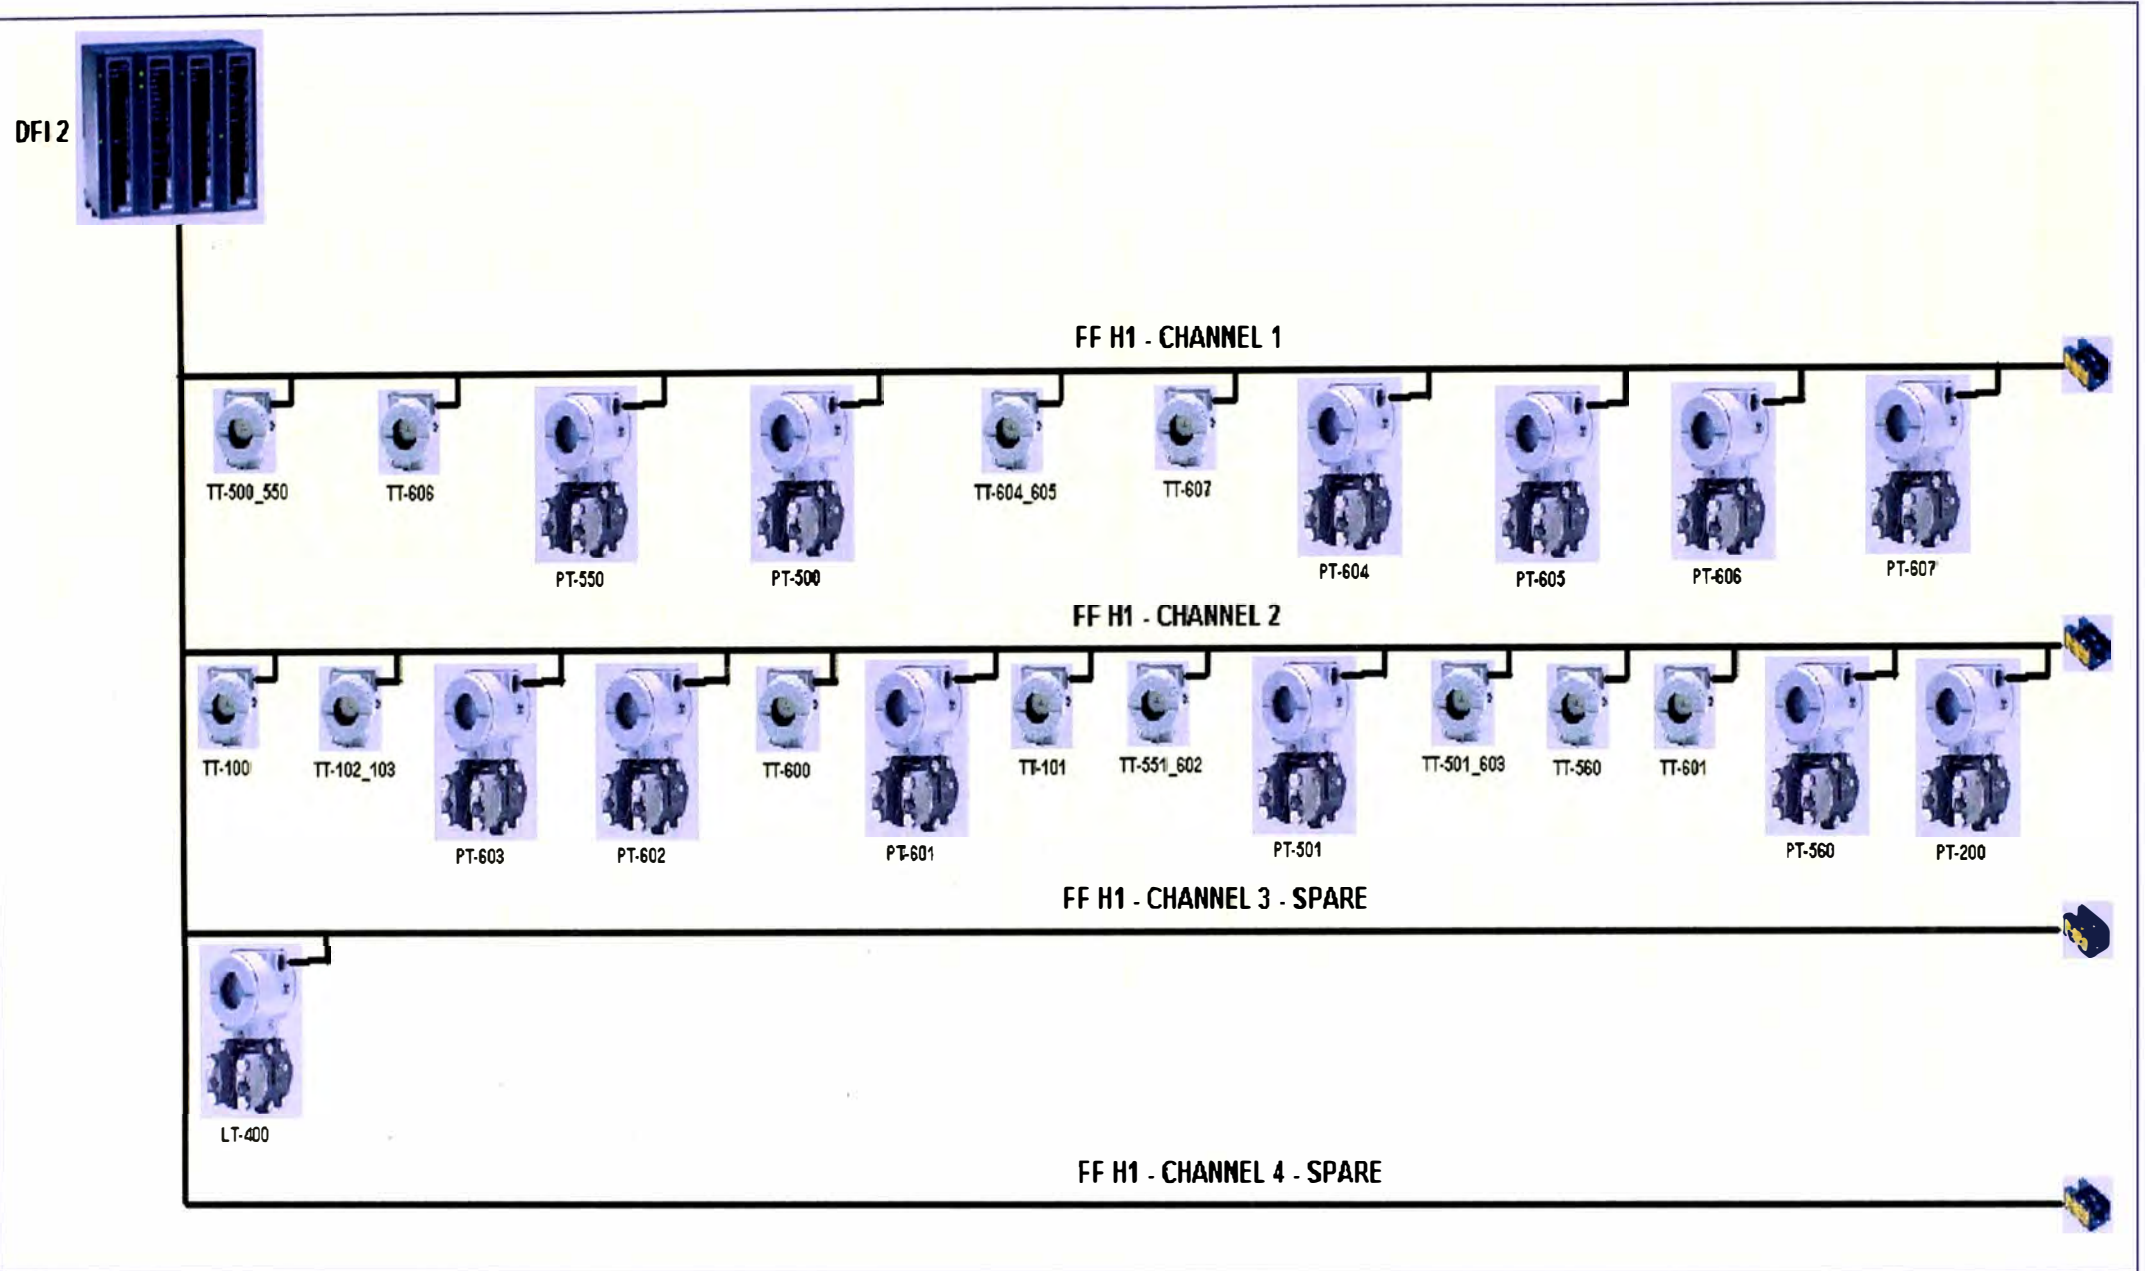 DFI 2
FF H1 - CHANNEL 1
TT-500_550
TT-606
PT-550
PT-500
TT-604_605
TT-607
PT-604
PT-605
PT-606
PT-607
FF H1 - CHANNEL 2
TT-100
TT-102_103
PT-603
PT-602
TT-600
PT-601
TT-101
TT-551_602
PT-501
TT-501_603
TT-560
TT-601
PT-560
PT-200
FF H1 - CHANNEL 3 - SPARE
LT-400
FF H1 - CHANNEL 4 - SPARE